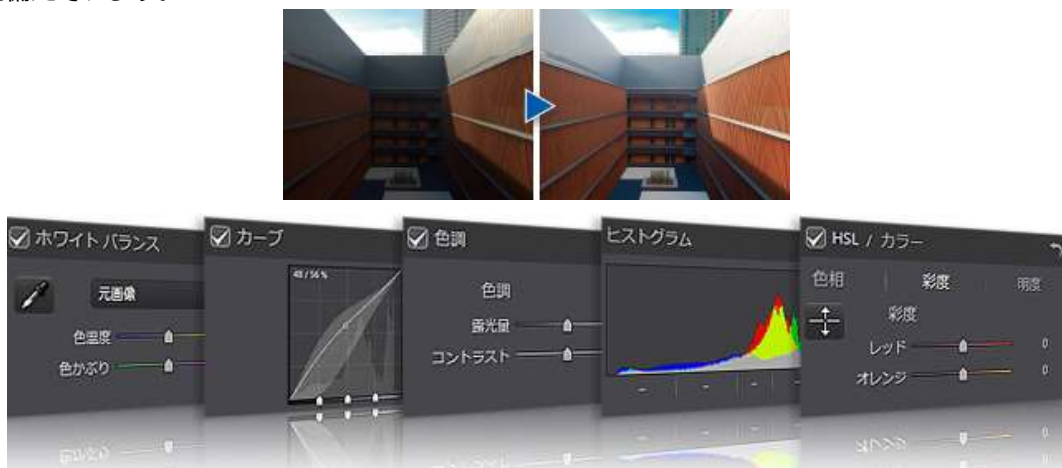 ホワイト バランス
元画像
色温度
色かぶり
カーブ
48 / 56 %
色調
色調
露光量
コントラスト
ヒストグラム
HSL / カラー
色相 彩度 明度
彩度
レッド 0
オレンジ 0